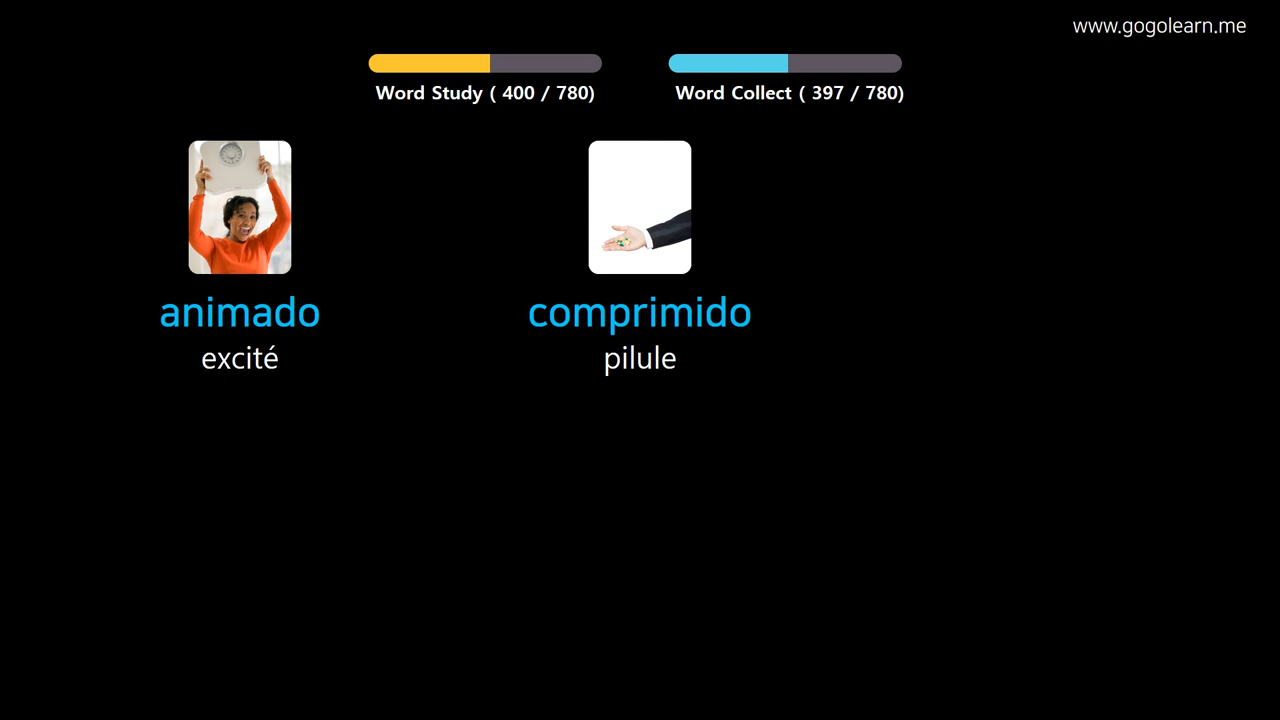 www.gogolearn.me
Word Study ( 400 / 780)
Word Collect ( 397 / 780)
animado
excité
comprimido
pilule